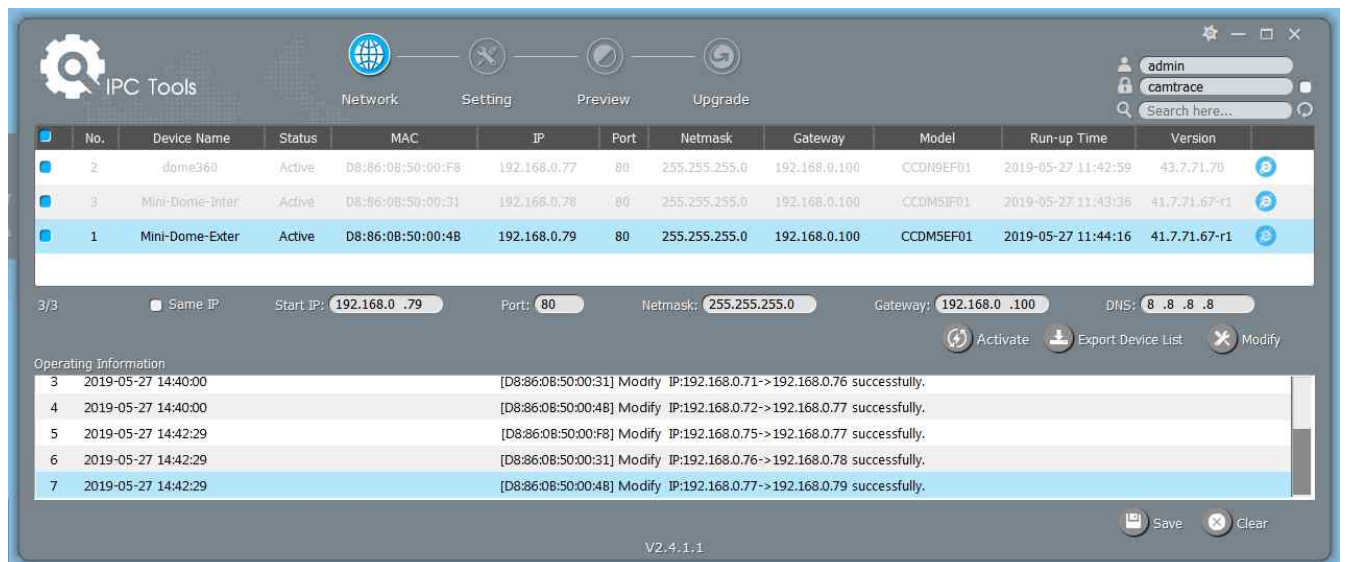 IPC Tools
Network Setting Preview Upgrade
admin
camtrace
Search here...
No. Device Name Status MAC IP Port Netmask Gateway Model Run-up Time Version
2 dome360 Active D8:86:0B:50:00:F8 192.168.0.77 80 255.255.255.0 192.168.0.100 CCDN9EF01 2019-05-27 11:42:59 43.7.71.70
3 Mini-Dome-Inter Active D8:86:0B:50:00:31 192.168.0.78 80 255.255.255.0 192.168.0.100 CCDM5IF01 2019-05-27 11:43:36 41.7.71.67-r1
1 Mini-Dome-Exter Active D8:86:0B:50:00:4B 192.168.0.79 80 255.255.255.0 192.168.0.100 CCDM5EF01 2019-05-27 11:44:16 41.7.71.67-r1
3/3 Same IP Start IP: 192.168.0 .79 Port: 80 Netmask: 255.255.255.0 Gateway: 192.168.0 .100 DNS: 8 .8 .8 .8
Activate Export Device List Modify
Operating Information
3 2019-05-27 14:40:00 [D8:86:0B:50:00:31] Modify IP:192.168.0.71->192.168.0.76 successfully.
4 2019-05-27 14:40:00 [D8:86:0B:50:00:4B] Modify IP:192.168.0.72->192.168.0.77 successfully.
5 2019-05-27 14:42:29 [D8:86:0B:50:00:F8] Modify IP:192.168.0.75->192.168.0.77 successfully.
6 2019-05-27 14:42:29 [D8:86:0B:50:00:31] Modify IP:192.168.0.76->192.168.0.78 successfully.
7 2019-05-27 14:42:29 [D8:86:0B:50:00:4B] Modify IP:192.168.0.77->192.168.0.79 successfully.
Save Clear
V2.4.1.1